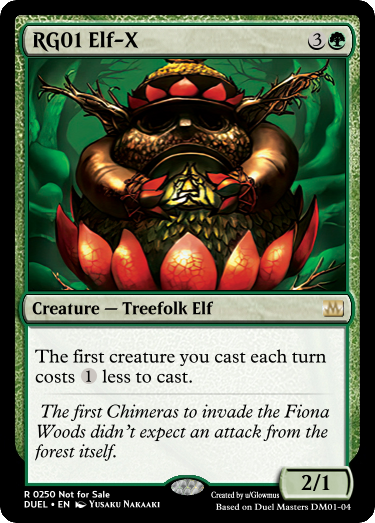 RG01 Elf-X 3
Creature — Treefolk Elf
The first creature you cast each turn
costs 1 less to cast.
The first Chimeras to invade the Fiona
Woods didn't expect an attack from the
forest itself.
2/1
R 0250 Not for Sale
DUEL • EN Yusaku Nakaaki
Created by u/Glowmus
Based on Duel Masters DM01-04